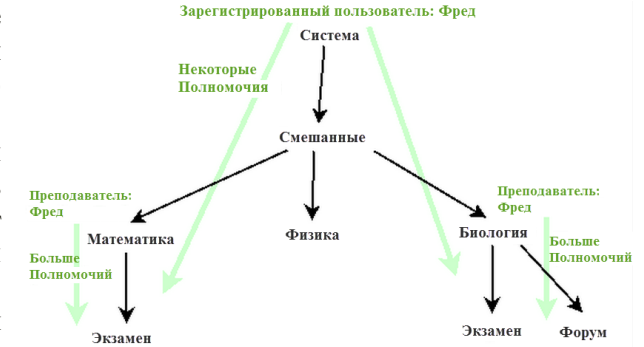 Зарегистрированный пользователь: Фред
Система
Некоторые
Полномочия
Смешанные
Преподаватель:
Фред
Преподаватель:
Фред
Математика
Физика
Биология
Больше
Полномочий
Больше
Полномочий
Экзамен
Экзамен
Форум